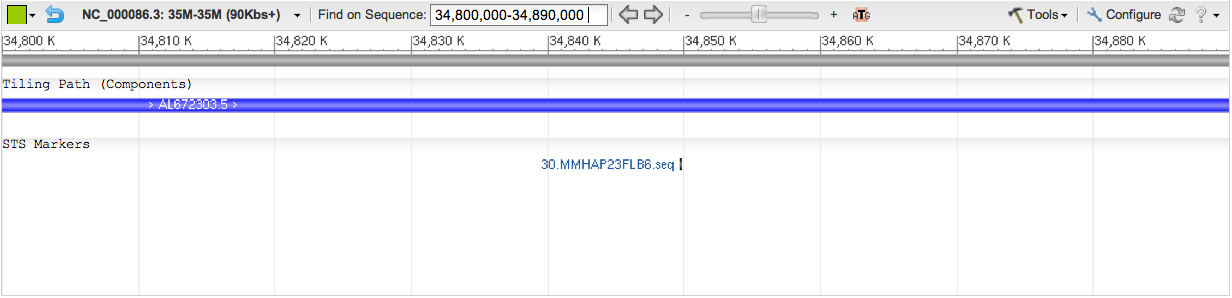 NC_000086.3: 35M-35M (90Kbs+) Find on Sequence: 34,800,000-34,890,000 - + ATG Tools Configure ?
34,800 K 34,810 K 34,820 K 34,830 K 34,840 K 34,850 K 34,860 K 34,870 K 34,880 K
Tiling Path (Components)
> AL672303.5 >
STS Markers
30.MMHAP23FLB6.seq